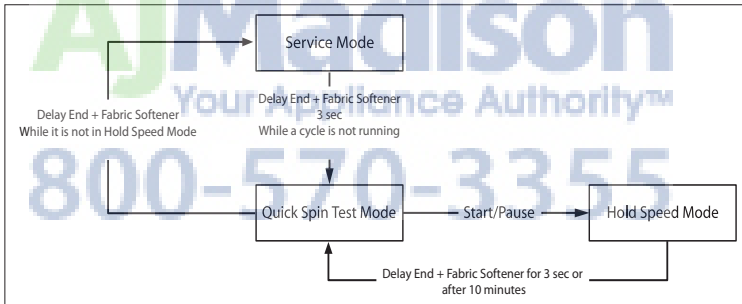 AJMadison
Your Appliance Authority™
800-570-3355
Service Mode
Delay End + Fabric Softener
While it is not in Hold Speed Mode
Delay End + Fabric Softener
3 sec
While a cycle is not running
Quick Spin Test Mode
Start/Pause
Hold Speed Mode
Delay End + Fabric Softener for 3 sec or
after 10 minutes